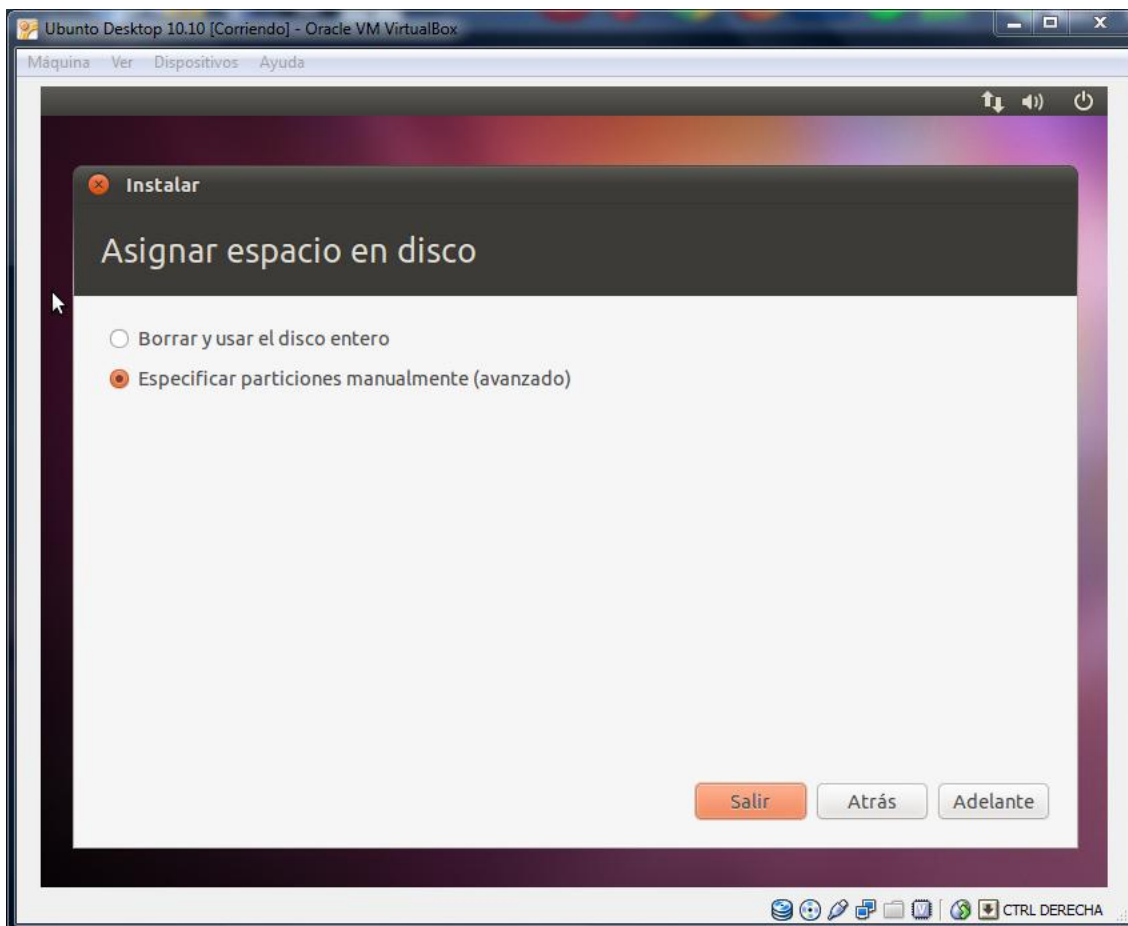 Ubunto Desktop 10.10 [Corriendo] - Oracle VM VirtualBox
Máquina Ver Dispositivos Ayuda
Instalar
Asignar espacio en disco
Borrar y usar el disco entero
Especificar particiones manualmente (avanzado)
Salir Atrás Adelante
CTRL DERECHA